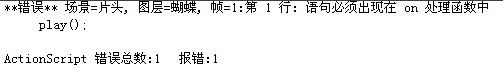 **错误** 场景=片头, 图层=蝴蝶, 帧=1:第 1 行: 语句必须出现在 on 处理函数中
play();
ActionScript 错误总数:1 报错:1